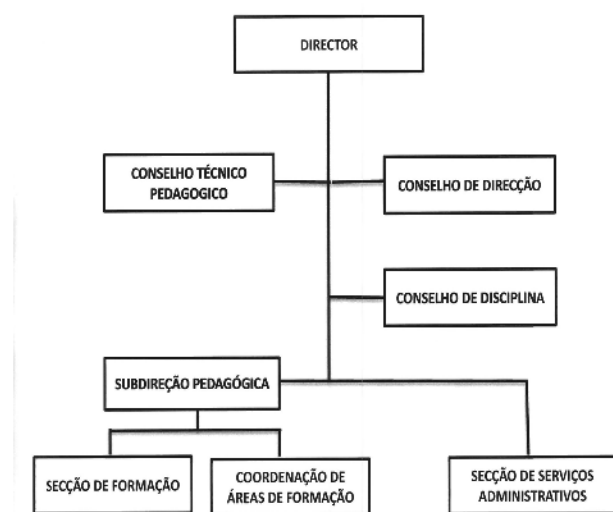 DIRECTOR
CONSELHO TÉCNICO
PEDAGOGICO
CONSELHO DE DIRECÇÃO
CONSELHO DE DISCIPLINA
SUBDIREÇÃO PEDAGÓGICA
SECÇÃO DE FORMAÇÃO
COORDENAÇÃO DE
ÁREAS DE FORMAÇÃO
SECÇÃO DE SERVIÇOS
ADMINISTRATIVOS